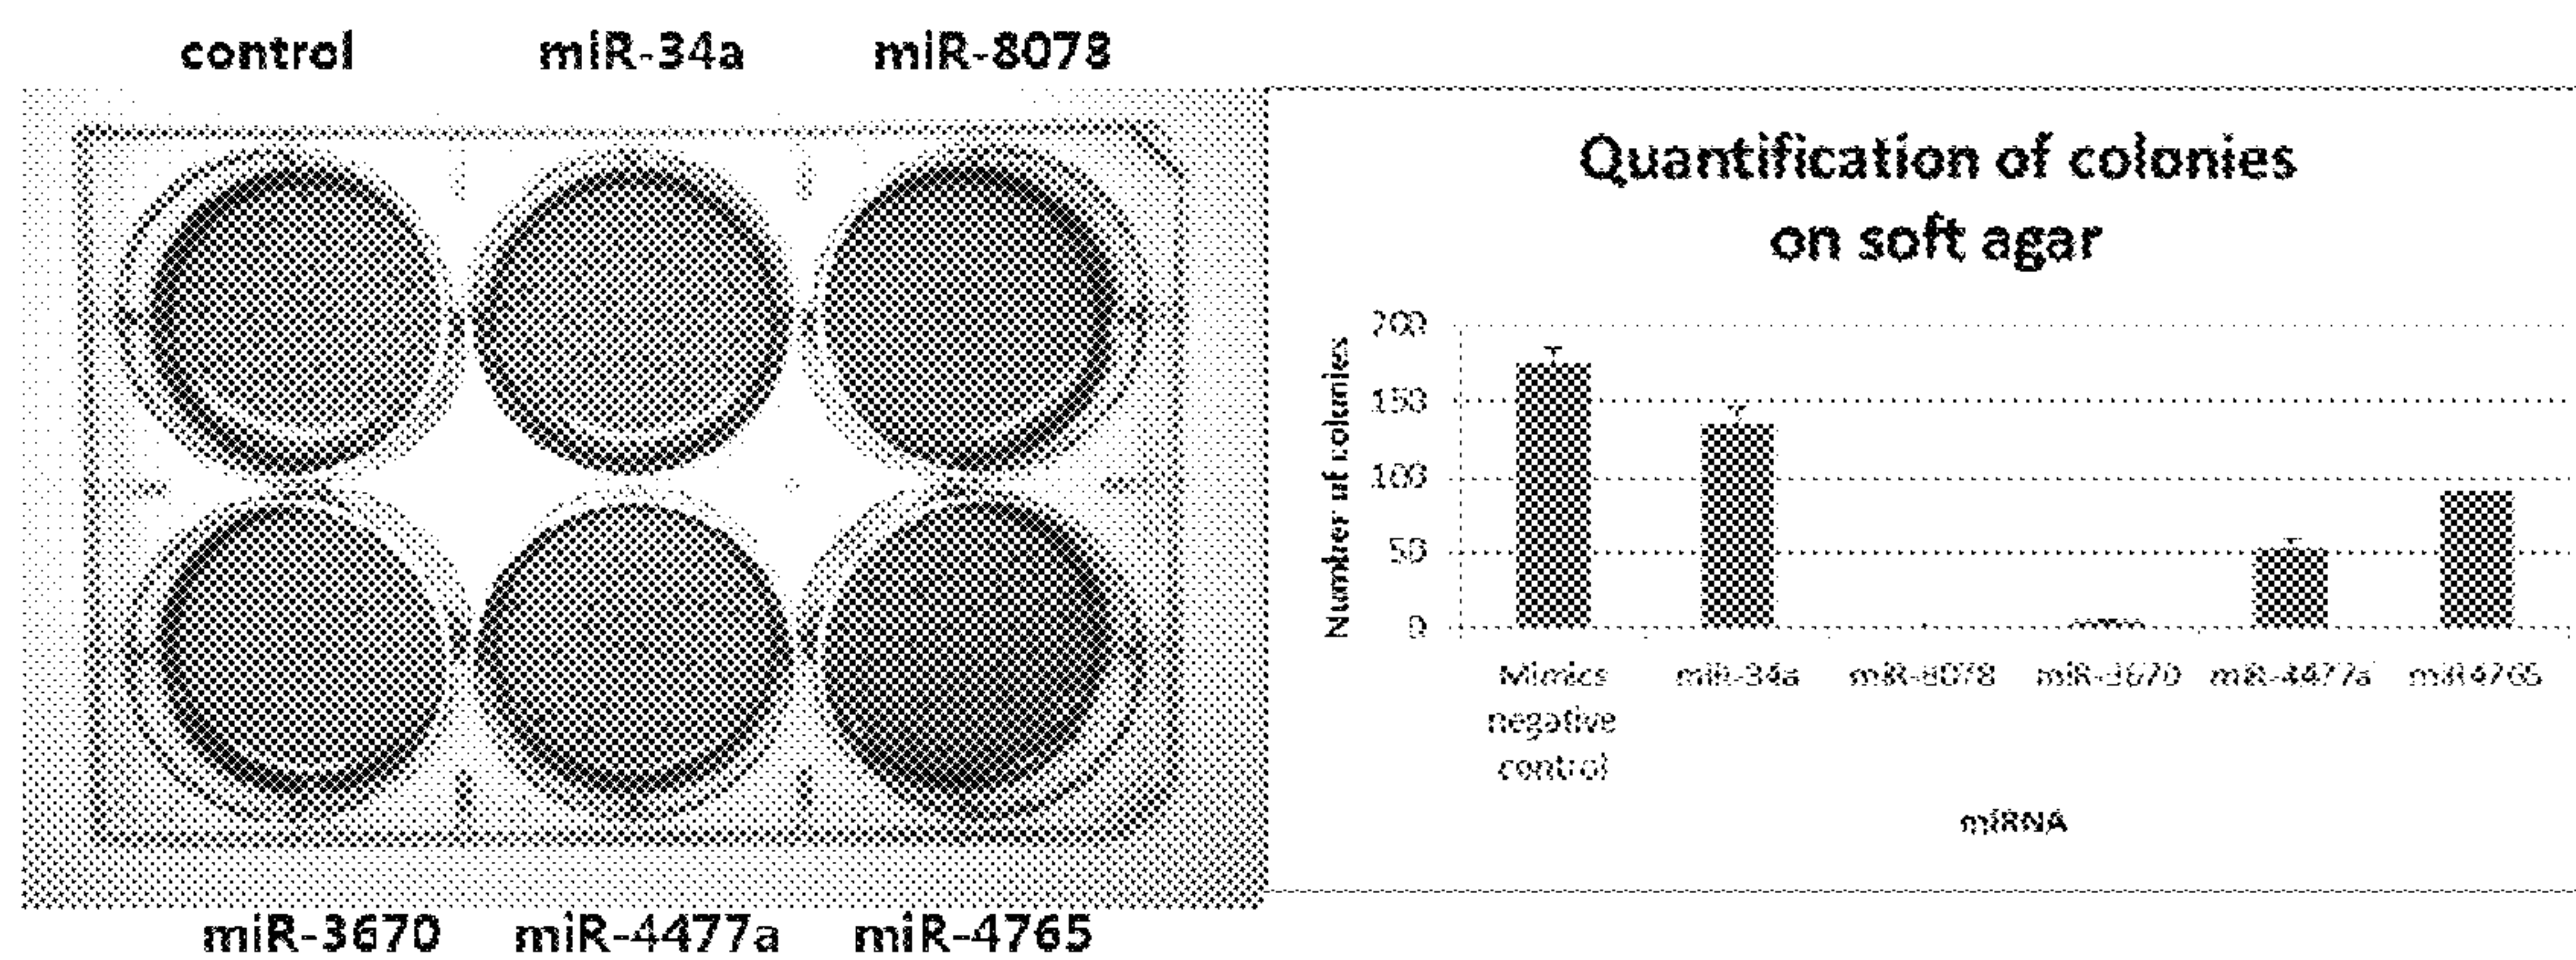 control miR-34a miR-8078
Quantification of colonies
on soft agar
Number of colonies
200
150
100
50
0
Mimics negative control
miR-34a
miR-8078
miR-3670
miR-4477a
miR4765
miRNA
miR-3670 miR-4477a miR-4765